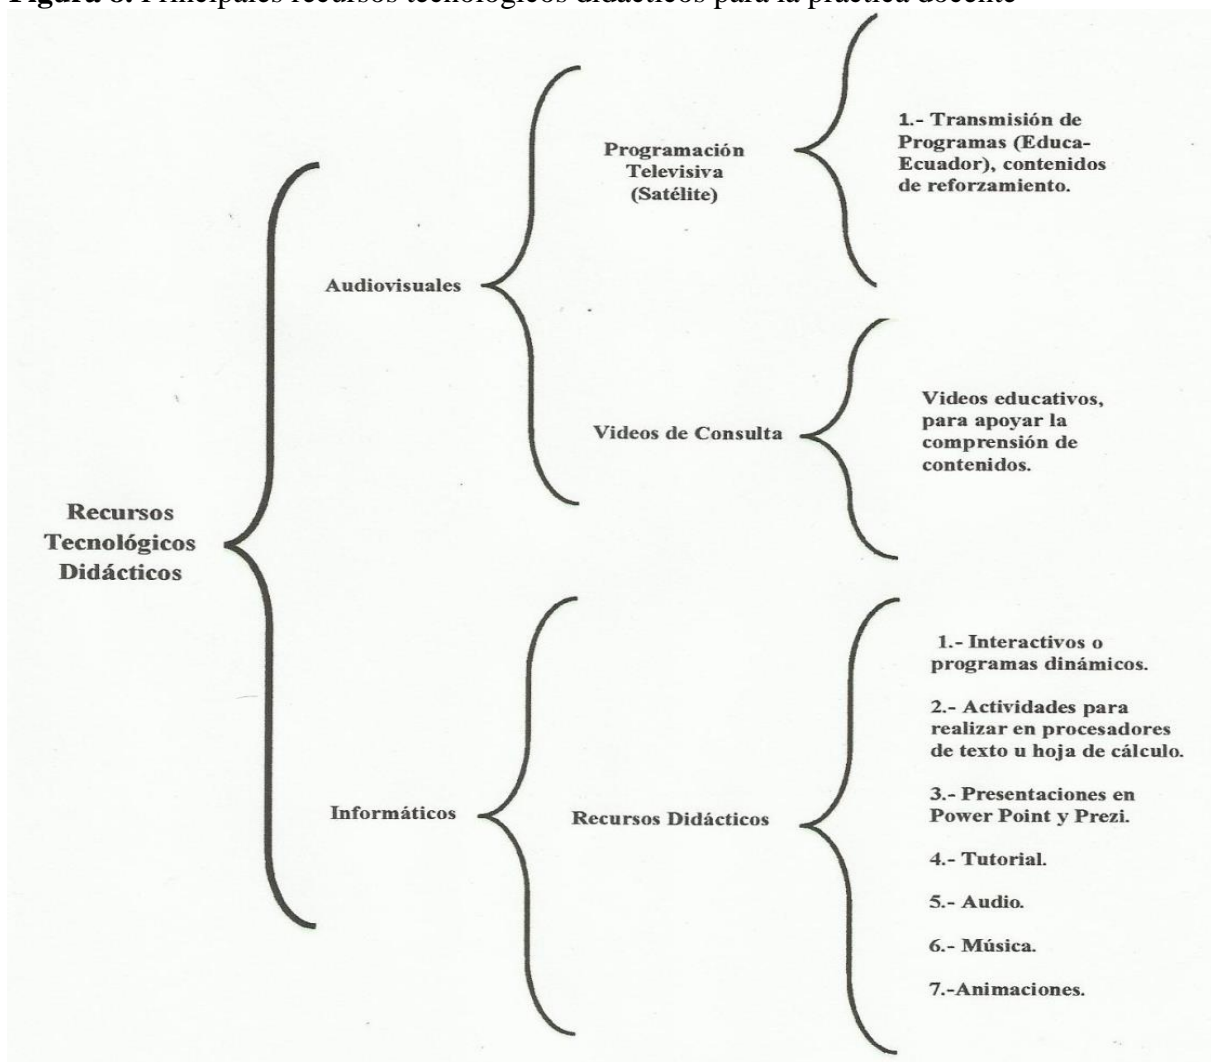 Figura 8. Principales recursos tecnológicos didácticos para la práctica docente
Recursos
Tecnológicos
Didácticos
Audiovisuales
Programación
Televisiva
(Satélite)
1.- Transmisión de
Programas (Educa-
Ecuador), contenidos
de reforzamiento.
Videos de Consulta
Videos educativos,
para apoyar la
comprensión de
contenidos.
Informáticos
Recursos Didácticos
1.- Interactivos o
programas dinámicos.
2.- Actividades para
realizar en procesadores
de texto u hoja de cálculo.
3.- Presentaciones en
Power Point y Prezi.
4.- Tutorial.
5.- Audio.
6.- Música.
7.-Animaciones.